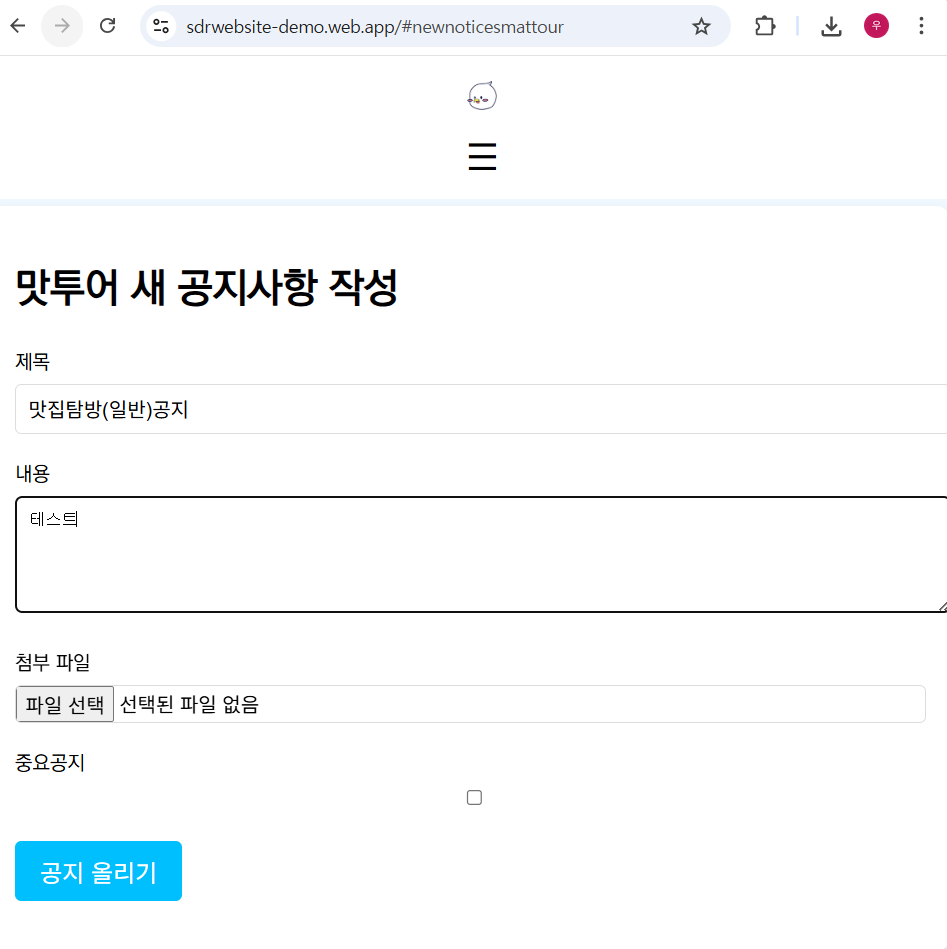 sdrwebsite-demo.web.app/#newnoticesmattour
우
맛투어 새 공지사항 작성
제목
맛집탐방(일반)공지
내용
테스트
첨부 파일
파일 선택 선택된 파일 없음
중요공지
공지 올리기